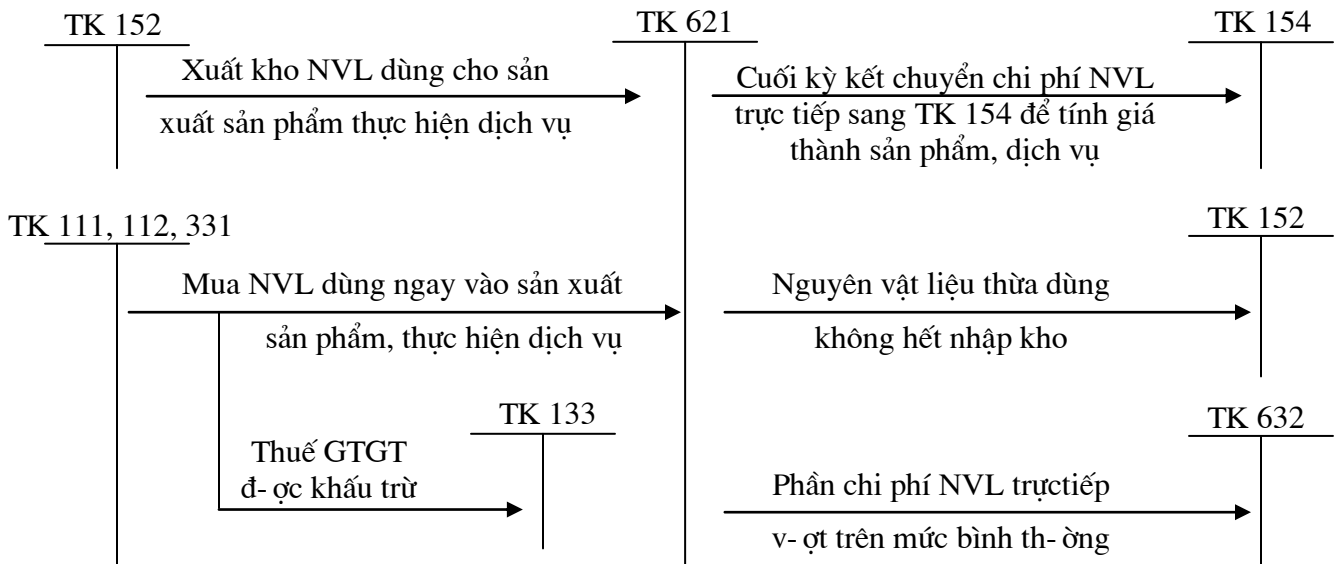 TK 152
TK 621
TK 154
Xuất kho NVL dùng cho sản
xuất sản phẩm thực hiện dịch vụ
Cuối kỳ kết chuyển chi phí NVL
trực tiếp sang TK 154 để tính giá
thành sản phẩm, dịch vụ
TK 111, 112, 331
TK 152
Mua NVL dùng ngay vào sản xuất
sản phẩm, thực hiện dịch vụ
Nguyên vật liệu thừa dùng
không hết nhập kho
TK 133
TK 632
Thuế GTGT
đ- ợc khấu trừ
Phần chi phí NVL trựctiếp
v- ợt trên mức bình th- ờng